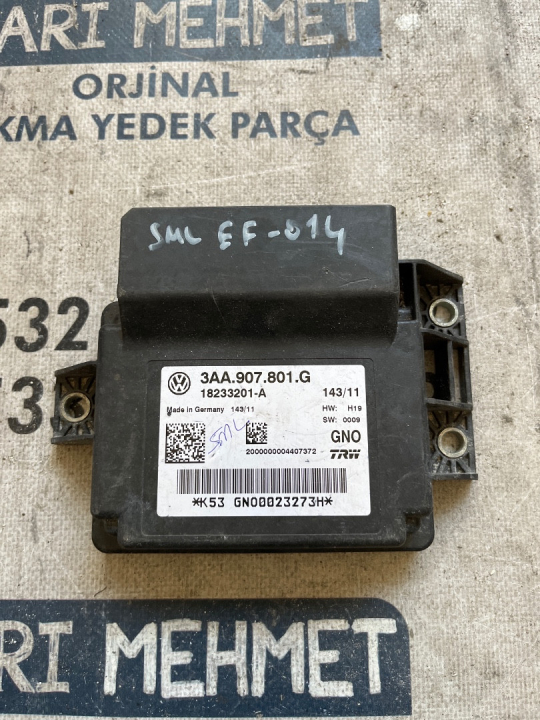 ARI MEHMET
ORJİNAL
KMA YEDEK PARÇA
SML EF-014
532
3AA.907.801.G
18233201-A 143/11
Made in Germany 143/11 HW: H19
SW: 0009
SML
GNO
2000000004407372 TRW
*K53 GNO0023273H*
ARI MEHMET